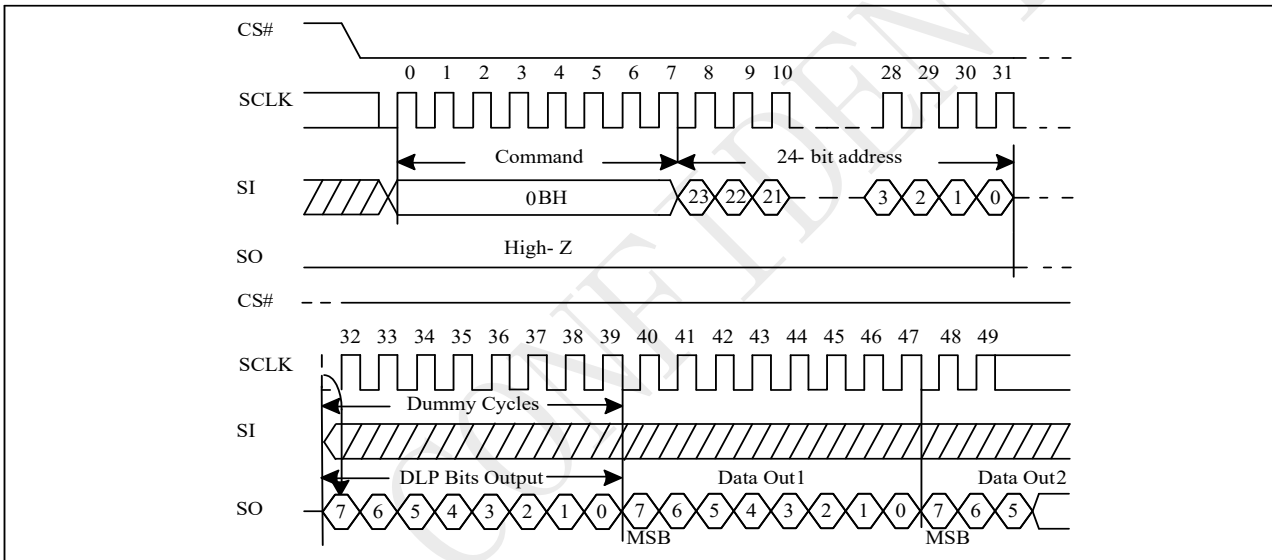 CS#
0 1 2 3 4 5 6 7 8 9 10 28 29 30 31
SCLK
Command 24- bit address
SI 0BH 23 22 21 3 2 1 0
High- Z
SO
CS#
32 33 34 35 36 37 38 39 40 41 42 43 44 45 46 47 48 49
SCLK
Dummy Cycles
SI
DLP Bits Output Data Out1 Data Out2
SO 7 6 5 4 3 2 1 0 7 6 5 4 3 2 1 0 7 6 5
MSB MSB
CONFIDEN